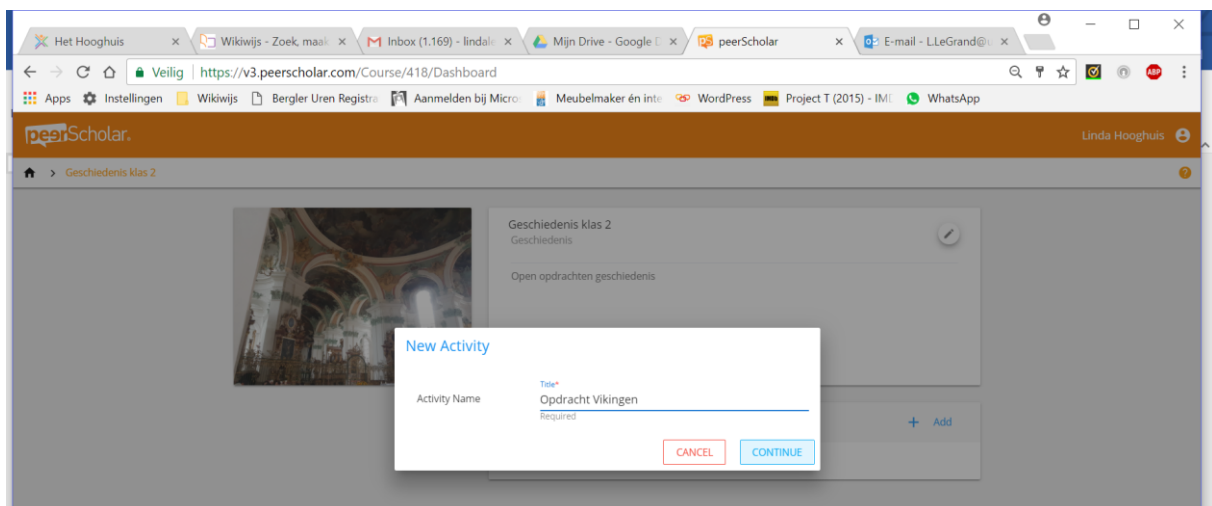 Het Hooghuis
Wikiwijs - Zoek, maak
Inbox (1.169) - lindale
Mijn Drive - Google D
peerScholar
E-mail - L.LeGrand@
Veilig
https://v3.peerscholar.com/Course/418/Dashboard
ABP
Apps
Instellingen
Wikiwijs
Bergler Uren Registra
Aanmelden bij Micro
Meubelmaker én inte
WordPress
Project T (2015) - IM
WhatsApp
peerScholar.
Linda Hooghuis
> Geschiedenis klas 2
?
Geschiedenis klas 2
Geschiedenis
Open opdrachten geschiedenis
New Activity
Title*
Activity Name
Opdracht Vikingen
Required
+ Add
CANCEL
CONTINUE